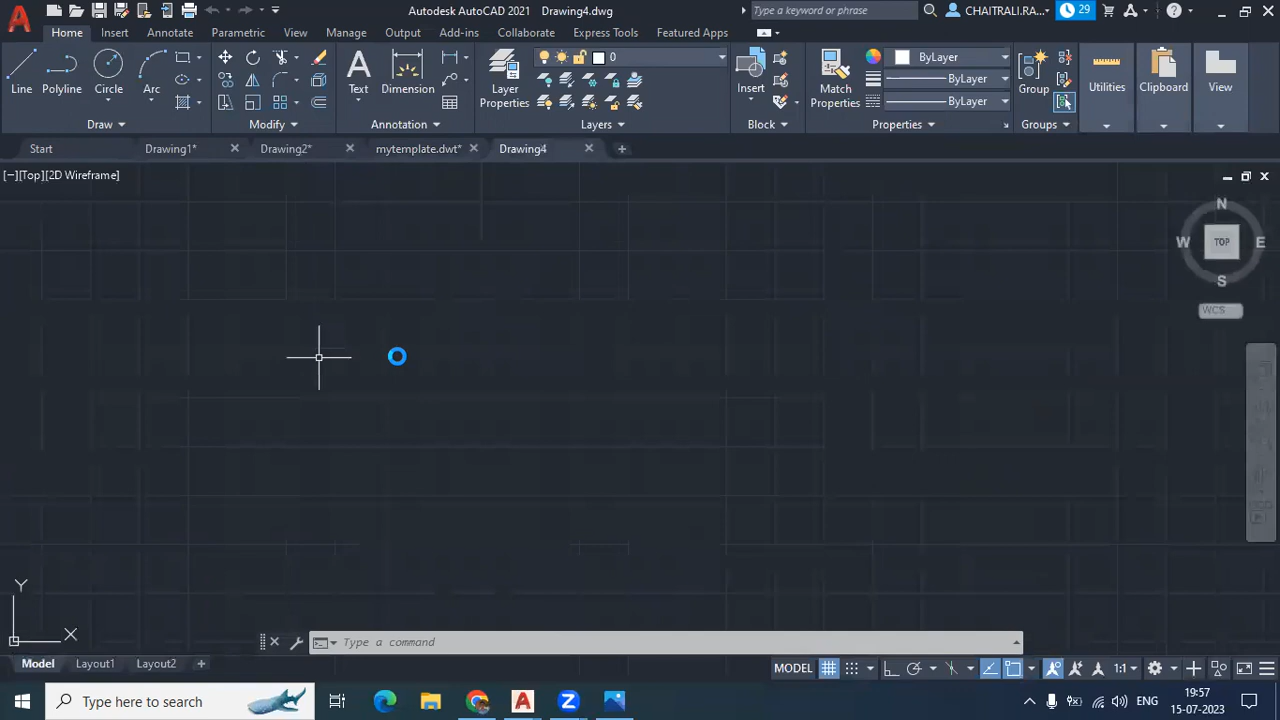 Autodesk AutoCAD 2021 Drawing4.dwg
Type a keyword or phrase
CHAITRALI.RA...
29
Home Insert Annotate Parametric View Manage Output Add-ins Collaborate Express Tools Featured Apps
0 ByLayer
ByLayer
ByLayer
Line Polyline Circle Arc Text Dimension Layer Properties Insert Match Properties Group Utilities Clipboard View
Draw Modify Annotation Layers Block Properties Groups
Start Drawing1* Drawing2* mytemplate.dwt* Drawing4
[−][Top][2D Wireframe]
N
W TOP E
S
WCS
Y
X
Type a command
Model Layout1 Layout2 + MODEL 1:1
Type here to search
ENG
19:57
15-07-2023